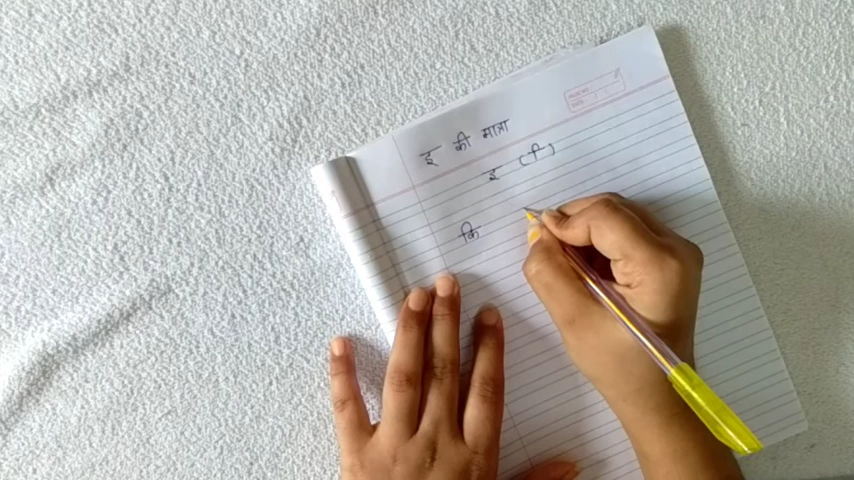 इ की मात्रा
इ ( ि )
कि